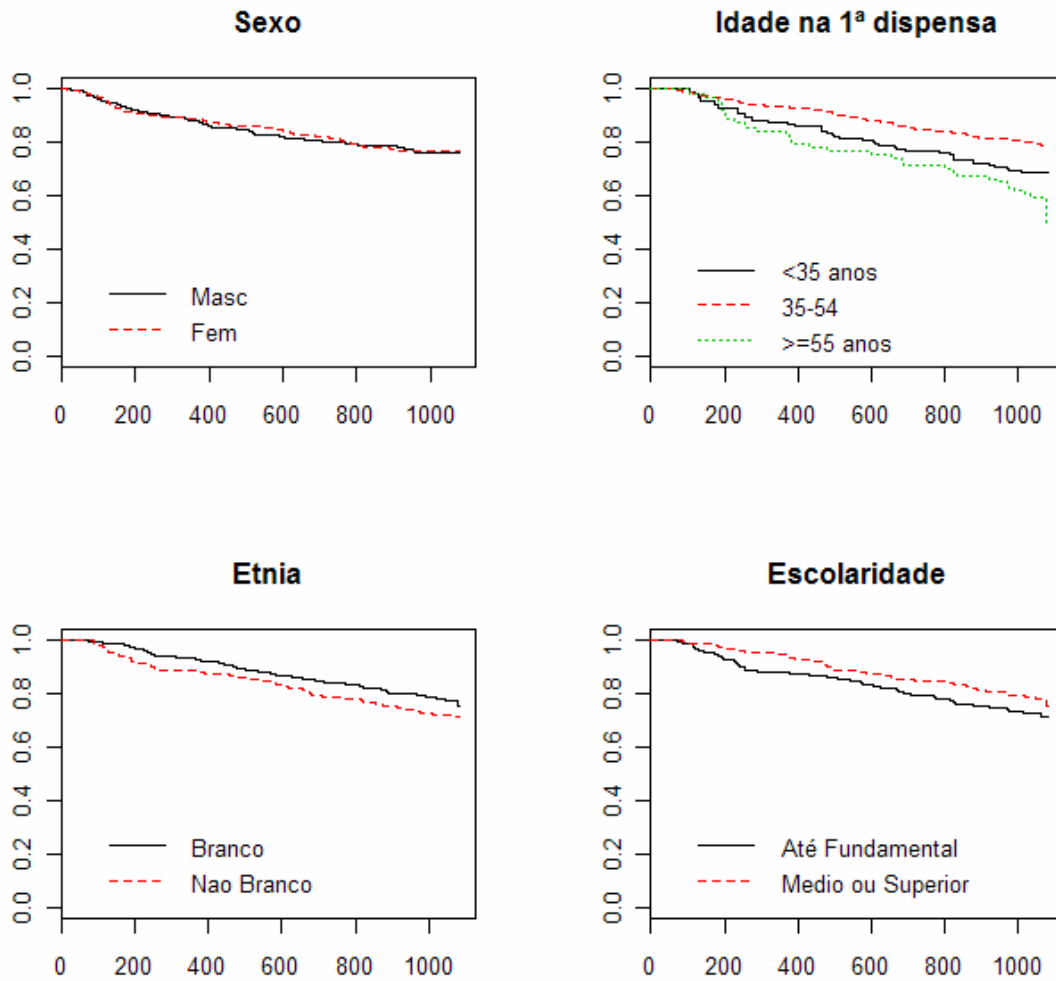 Sexo
1.0
0.8
0.6
0.4
0.2
0.0
Masc
Fem
0 200 400 600 800 1000
Idade na 1ª dispensa
1.0
0.8
0.6
0.4
0.2
0.0
<35 anos
35-54
>=55 anos
0 200 400 600 800 1000
Etnia
1.0
0.8
0.6
0.4
0.2
0.0
Branco
Nao Branco
0 200 400 600 800 1000
Escolaridade
1.0
0.8
0.6
0.4
0.2
0.0
Até Fundamental
Medio ou Superior
0 200 400 600 800 1000